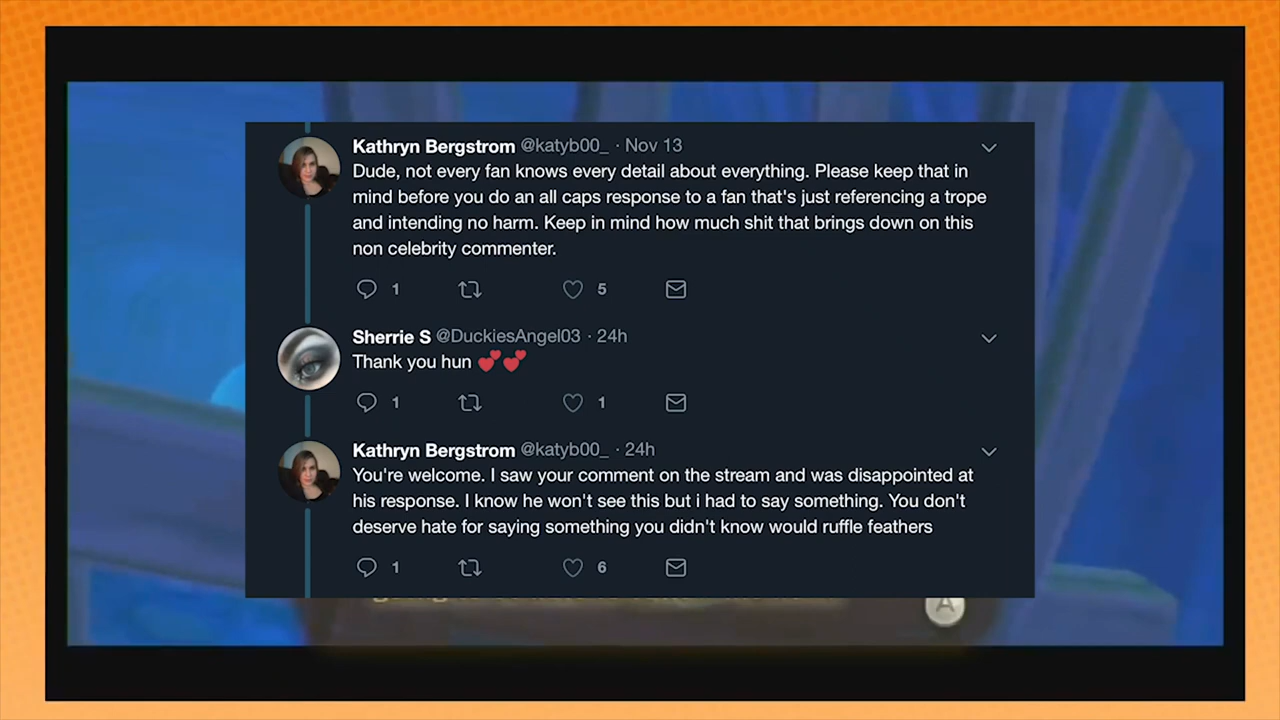 Kathryn Bergstrom @katyb00_ · Nov 13
Dude, not every fan knows every detail about everything. Please keep that in
mind before you do an all caps response to a fan that's just referencing a trope
and intending no harm. Keep in mind how much shit that brings down on this
non celebrity commenter.
1 5
Sherrie S @DuckiesAngel03 · 24h
Thank you hun 💕💕
1 1
Kathryn Bergstrom @katyb00_ · 24h
You're welcome. I saw your comment on the stream and was disappointed at
his response. I know he won't see this but i had to say something. You don't
deserve hate for saying something you didn't know would ruffle feathers
1 6
A